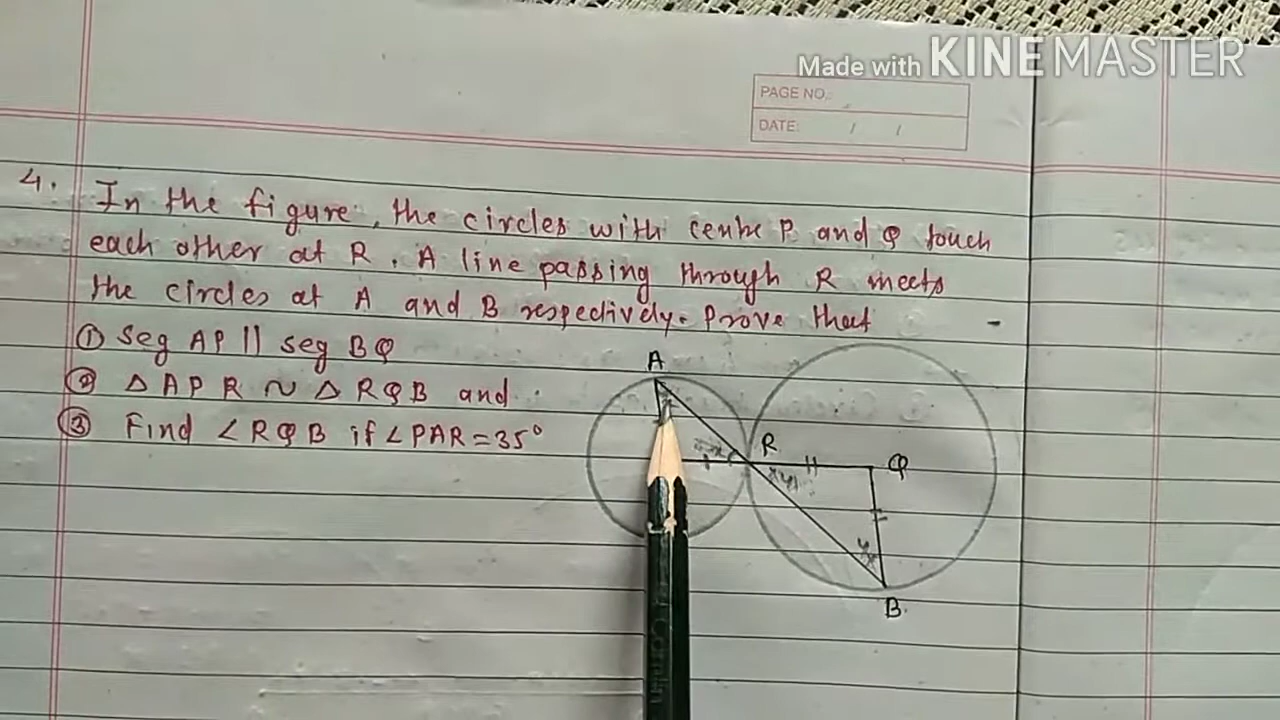 Made with KINEMASTER
PAGE NO.:
DATE: / /
4. In the figure, the circles with centre P and Q touch
each other at R. A line passing through R meets
the circles at A and B respectively. Prove that
① seg AP || seg BQ
② △ APR ~ △ RQB and
③ Find ∠RQB if ∠PAR = 35°
A
R
Q
B